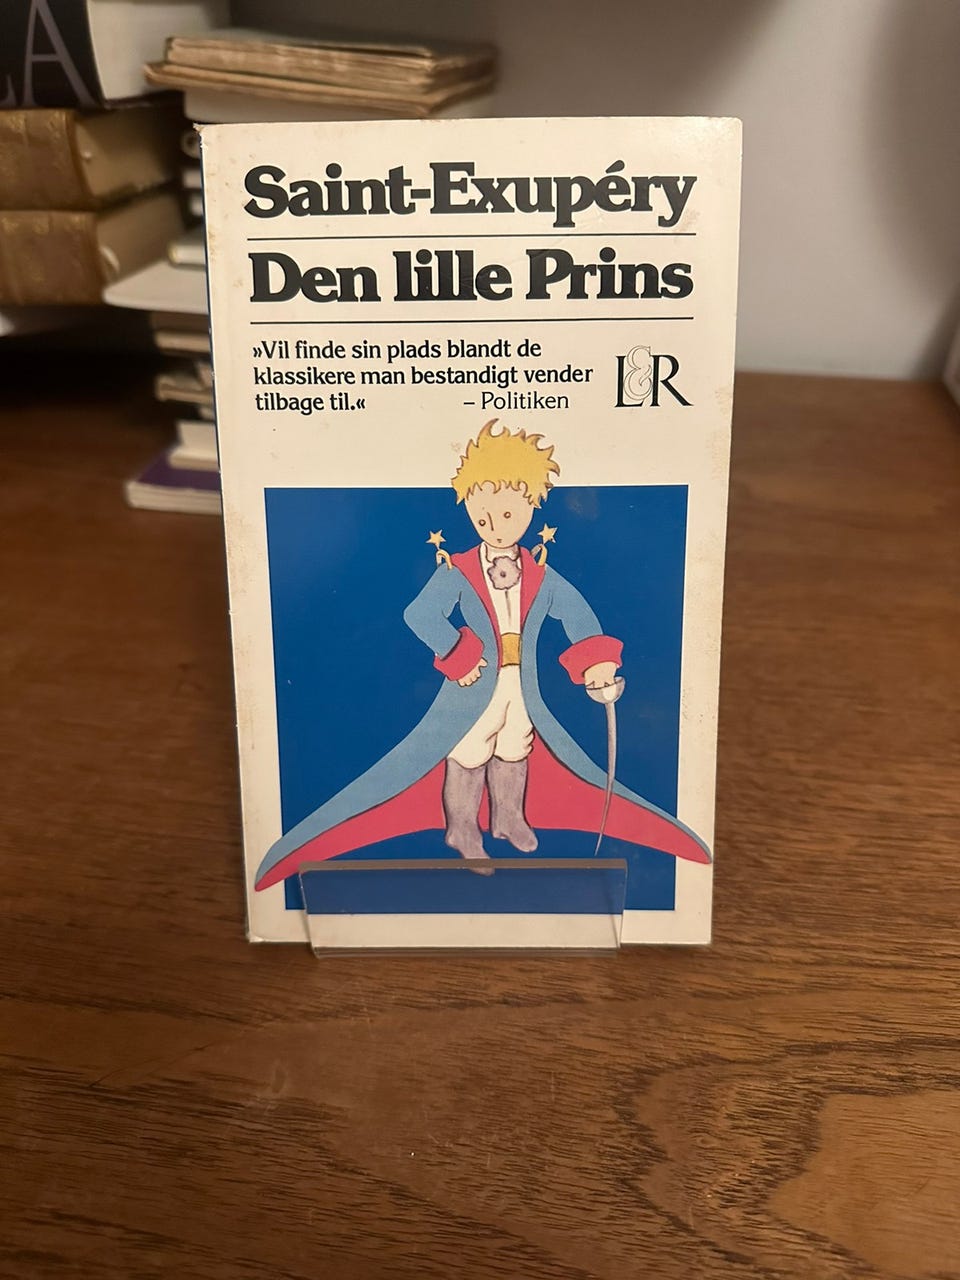 Saint-Exupéry
Den lille Prins
»Vil finde sin plads blandt de
klassikere man bestandigt vender
tilbage til.« – Politiken
L&R
A